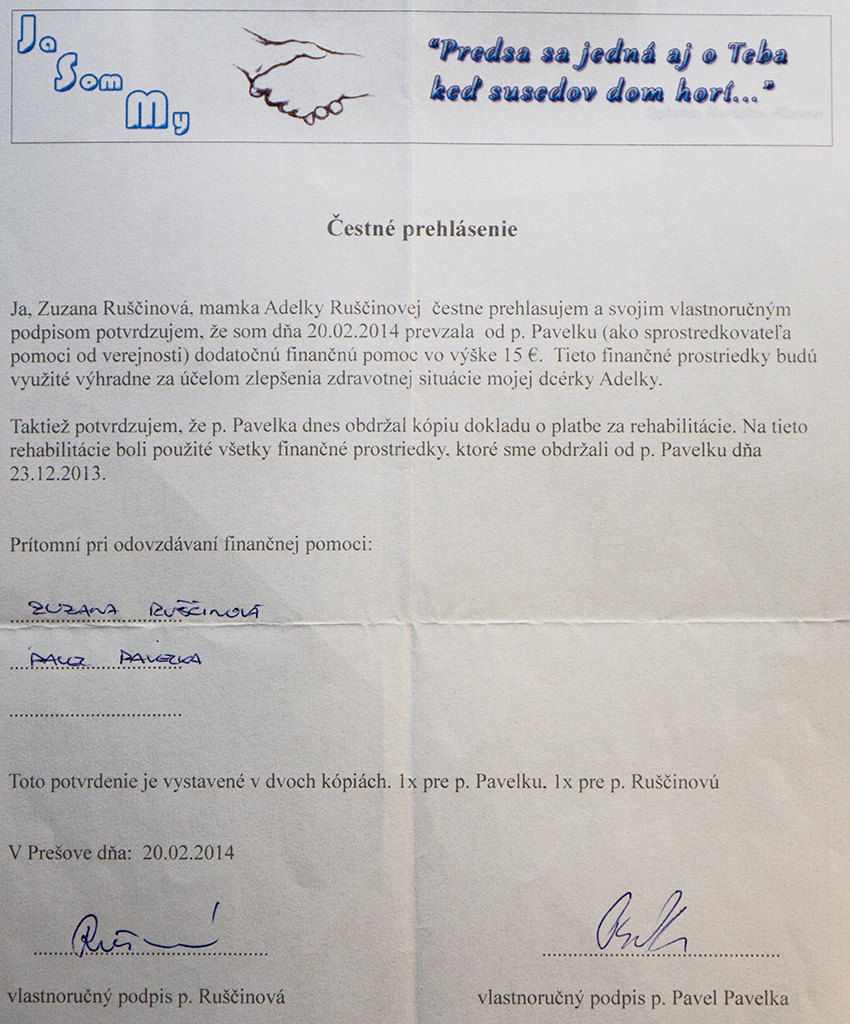 Ja
Som
My
"Predsa sa jedná aj o Teba
keď susedov dom horí..."
Čestné prehlásenie
Ja, Zuzana Ruščinová, mamka Adelky Ruščinovej čestne prehlasujem a svojim vlastnoručným
podpisom potvrdzujem, že som dňa 20.02.2014 prevzala od p. Pavelku (ako sprostredkovateľa
pomoci od verejnosti) dodatočnú finančnú pomoc vo výške 15 €. Tieto finančné prostriedky budú
využité výhradne za účelom zlepšenia zdravotnej situácie mojej dcérky Adelky.
Taktiež potvrdzujem, že p. Pavelka dnes obdržal kópiu dokladu o platbe za rehabilitácie. Na tieto
rehabilitácie boli použité všetky finančné prostriedky, ktoré sme obdržali od p. Pavelku dňa
23.12.2013.
Prítomní pri odovzdávaní finančnej pomoci:
ZUZANA RUŠČINOVÁ
PAVEL PAVELKA
Toto potvrdenie je vystavené v dvoch kópiách. 1x pre p. Pavelku, 1x pre p. Ruščinovú
V Prešove dňa: 20.02.2014
vlastnoručný podpis p. Ruščinová
vlastnoručný podpis p. Pavel Pavelka